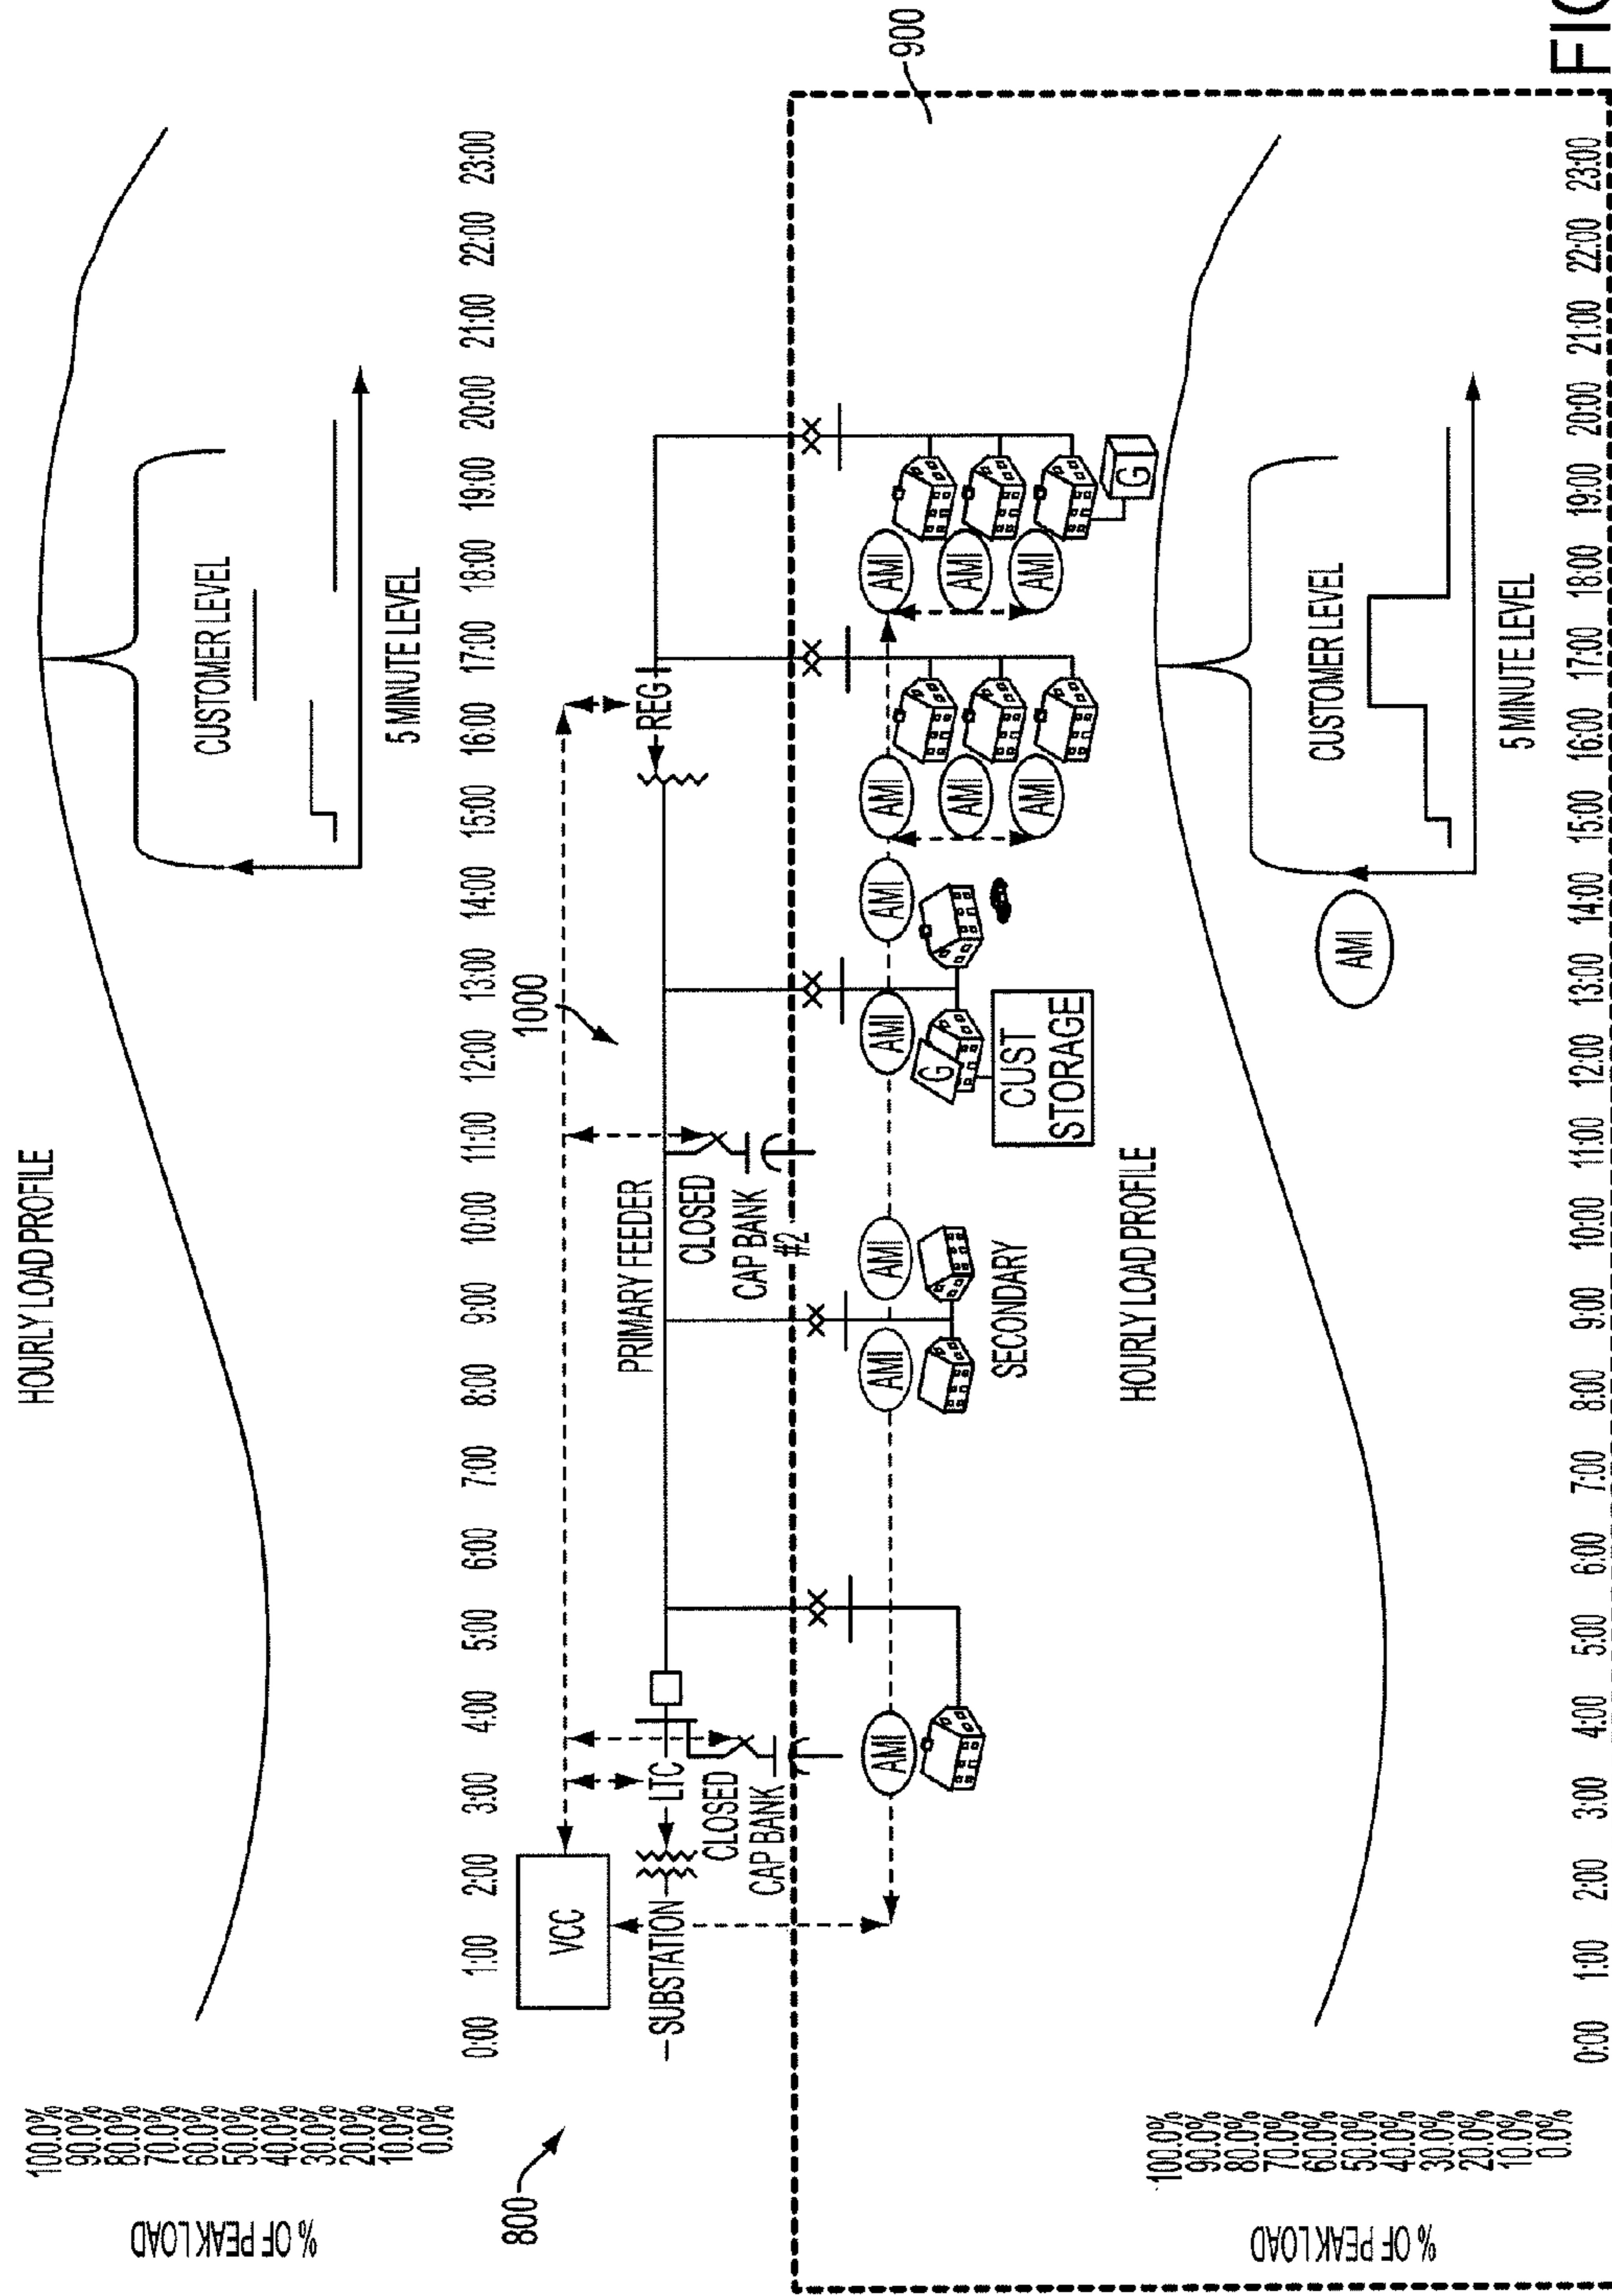 HOURLY LOAD PROFILE
% OF PEAK LOAD
100.0%
90.0%
80.0%
70.0%
60.0%
50.0%
40.0%
30.0%
20.0%
10.0%
0.0%
CUSTOMER LEVEL
5 MINUTE LEVEL
0:00 1:00 2:00 3:00 4:00 5:00 6:00 7:00 8:00 9:00 10:00 11:00 12:00 13:00 14:00 15:00 16:00 17:00 18:00 19:00 20:00 21:00 22:00 23:00
800
1000
900
VCC
SUBSTATION
LTC
PRIMARY FEEDER
REG
CLOSED
CAP BANK
CLOSED
CAP BANK
#2
AMI
AMI
AMI
AMI
AMI
AMI
AMI
AMI
AMI
AMI
AMI
G
G
CUST
STORAGE
SECONDARY
HOURLY LOAD PROFILE
% OF PEAK LOAD
100.0%
90.0%
80.0%
70.0%
60.0%
50.0%
40.0%
30.0%
20.0%
10.0%
0.0%
CUSTOMER LEVEL
AMI
5 MINUTE LEVEL
0:00 1:00 2:00 3:00 4:00 5:00 6:00 7:00 8:00 9:00 10:00 11:00 12:00 13:00 14:00 15:00 16:00 17:00 18:00 19:00 20:00 21:00 22:00 23:00